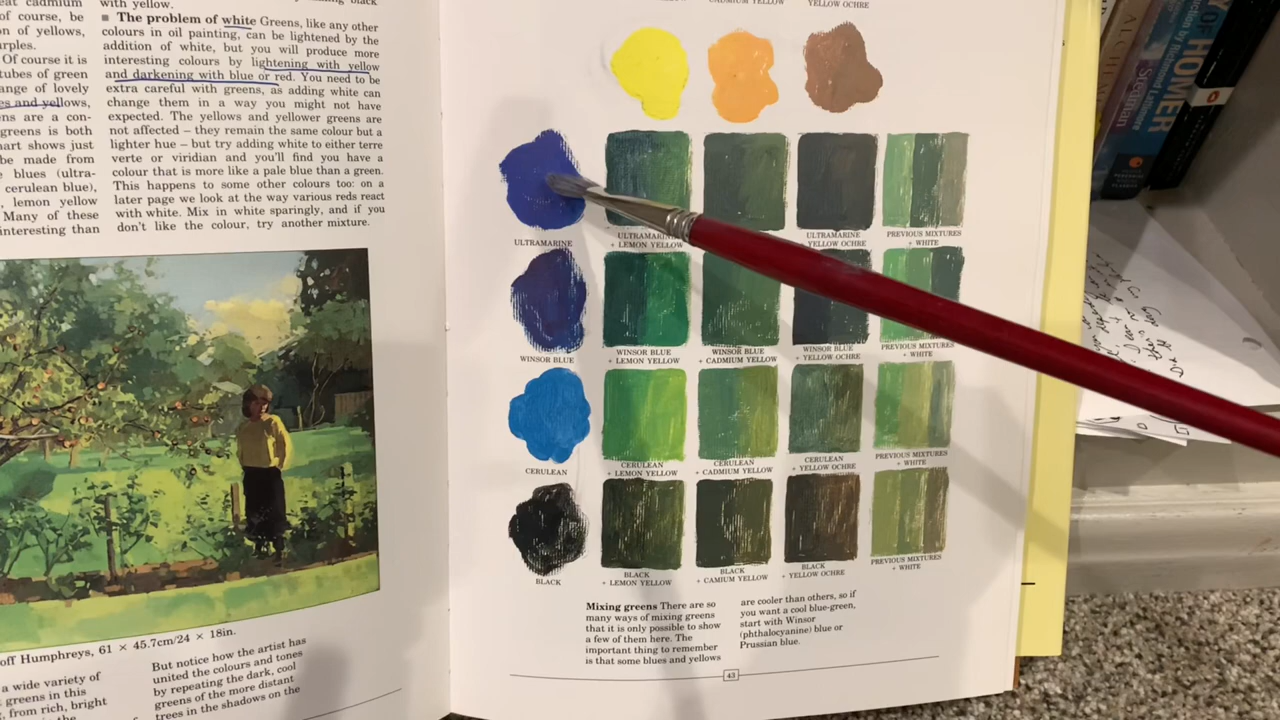 with yellow.
■ The problem of white Greens, like any other
colours in oil painting, can be lightened by the
addition of white, but you will produce more
interesting colours by lightening with yellow
and darkening with blue or red. You need to be
extra careful with greens, as adding white can
change them in a way you might not have
expected. The yellows and yellower greens are
not affected – they remain the same colour but a
lighter hue – but try adding white to either terre
verte or viridian and you'll find you have a
colour that is more like a pale blue than a green.
This happens to some other colours too: on a
later page we look at the way various reds react
with white. Mix in white sparingly, and if you
don't like the colour, try another mixture.
of course, be
on of yellows,
Of course it is
tubes of green
ange of lovely
es and yellows,
ens are a con-
greens is both
art shows just
be made from
blues (ultra-
cerulean blue),
, lemon yellow
Many of these
interesting than
off Humphreys, 61 × 45.7cm/24 × 18in.
a wide variety of
greens in this
from rich, bright
But notice how the artist has
united the colours and tones
by repeating the dark, cool
greens of the more distant
trees in the shadows on the
YELLOW OCHRE
ULTRAMARINE
ULTRAMARINE
+ LEMON YELLOW
ULTRAMARINE
YELLOW OCHRE
PREVIOUS MIXTURES
+ WHITE
WINSOR BLUE
WINSOR BLUE
+ LEMON YELLOW
WINSOR BLUE
+ CADMIUM YELLOW
WINSOR BLUE
+ YELLOW OCHRE
PREVIOUS MIXTURES
+ WHITE
CERULEAN
CERULEAN
+ LEMON YELLOW
CERULEAN
+ CADMIUM YELLOW
CERULEAN
+ YELLOW OCHRE
PREVIOUS MIXTURES
+ WHITE
BLACK
BLACK
+ LEMON YELLOW
BLACK
+ CAMIUM YELLOW
BLACK
+ YELLOW OCHRE
PREVIOUS MIXTURES
+ WHITE
Mixing greens There are so
many ways of mixing greens
that it is only possible to show
a few of them here. The
important thing to remember
is that some blues and yellows
are cooler than others, so if
you want a cool blue-green,
start with Winsor
(phthalocyanine) blue or
Prussian blue.
43
OF HOMER
by Richmond Lattimore
Stedman